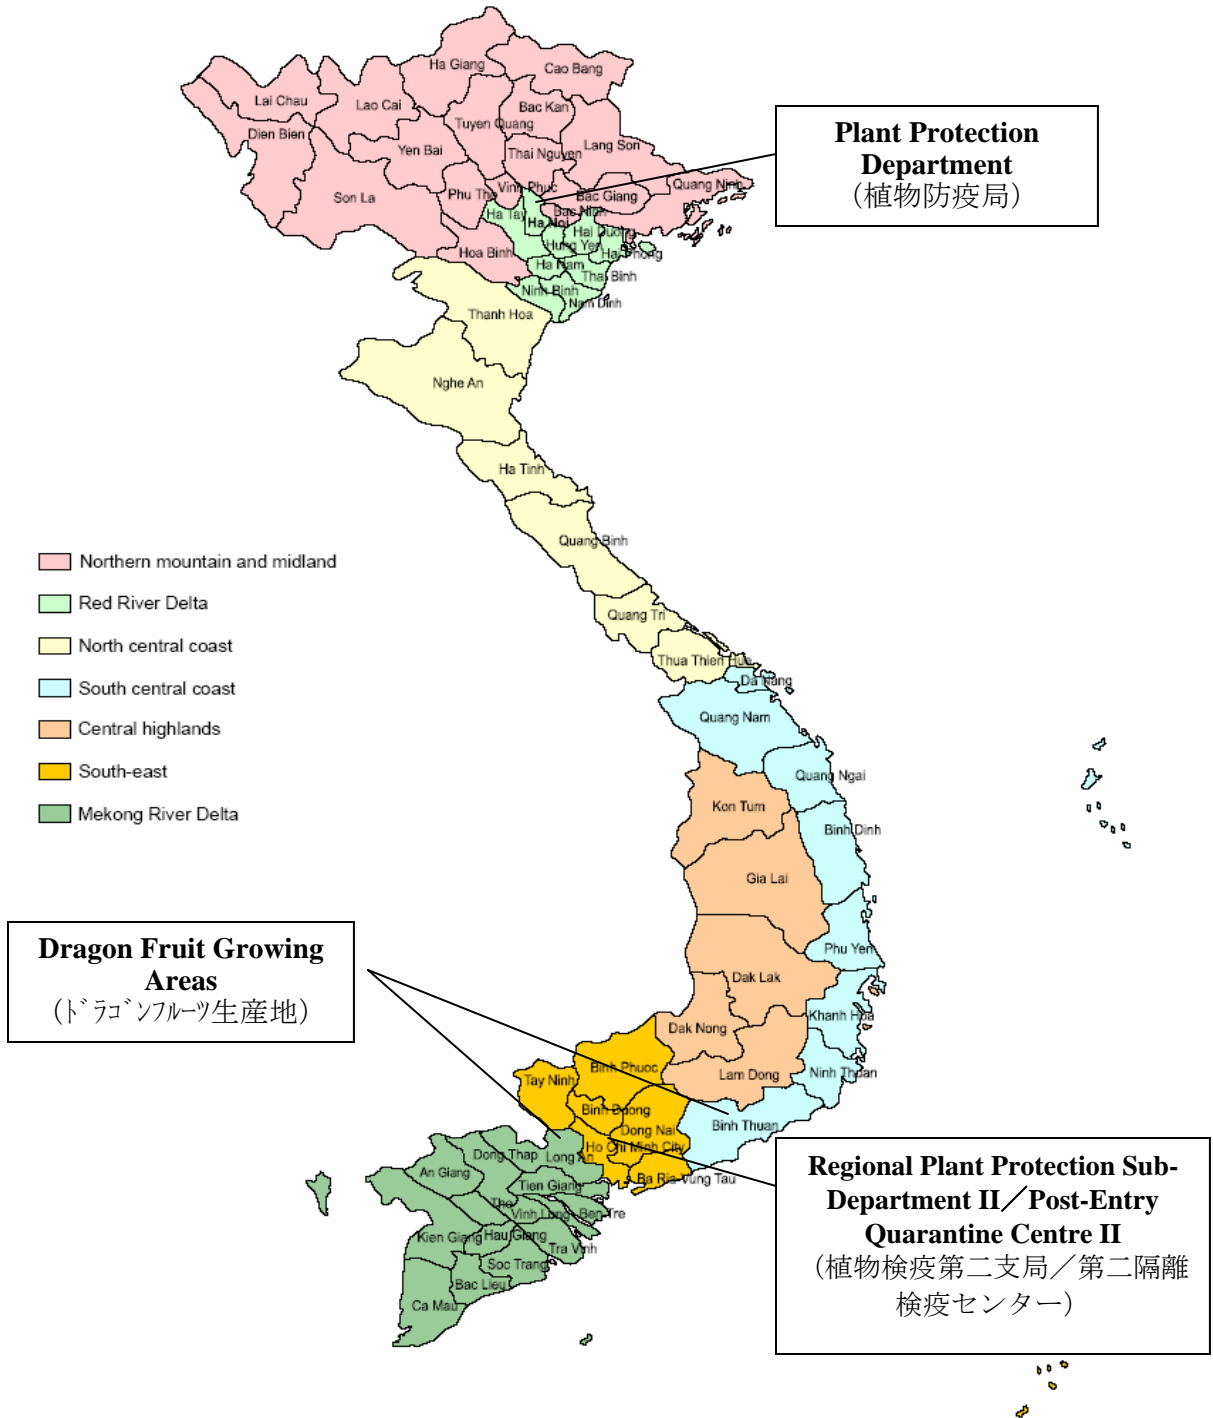 Ha Giang
Cao Bang
Lai Chau
Lao Cai
Bac Kan
Tuyen Quang
Dien Bien
Lang Son
Yen Bai
Thai Nguyen
Quang Ninh
Vinh Phuc
Phu Tho
Bac Giang
Son La
Bac Ninh
Ha Tay
Ha Noi
Hai Duong
Hung Yen
Hai Phong
Hoa Binh
Ha Nam
Thai Binh
Ninh Binh
Nam Dinh
Thanh Hoa
Nghe An
Ha Tinh
Quang Binh
Quang Tri
Thua Thien Hue
Da Nang
Quang Nam
Quang Ngai
Kon Tum
Binh Dinh
Gia Lai
Phu Yen
Dak Lak
Khanh Hoa
Dak Nong
Binh Phuoc
Lam Dong
Ninh Thuan
Tay Ninh
Binh Duong
Binh Thuan
Dong Nai
Ho Chi Minh City
Dong Thap
Long An
An Giang
Ba Ria-Vung Tau
Tien Giang
Tho
Vinh Long
Ben Tre
Kien Giang
Hau Giang
Tra Vinh
Soc Trang
Bac Lieu
Ca Mau
Plant Protection
Department
（植物防疫局）
Northern mountain and midland
Red River Delta
North central coast
South central coast
Central highlands
South-east
Mekong River Delta
Dragon Fruit Growing
Areas
（ﾄﾞﾗｺﾞﾝﾌﾙｰﾂ生産地）
Regional Plant Protection Sub-
Department II／Post-Entry
Quarantine Centre II
（植物検疫第二支局／第二隔離
検疫センター）